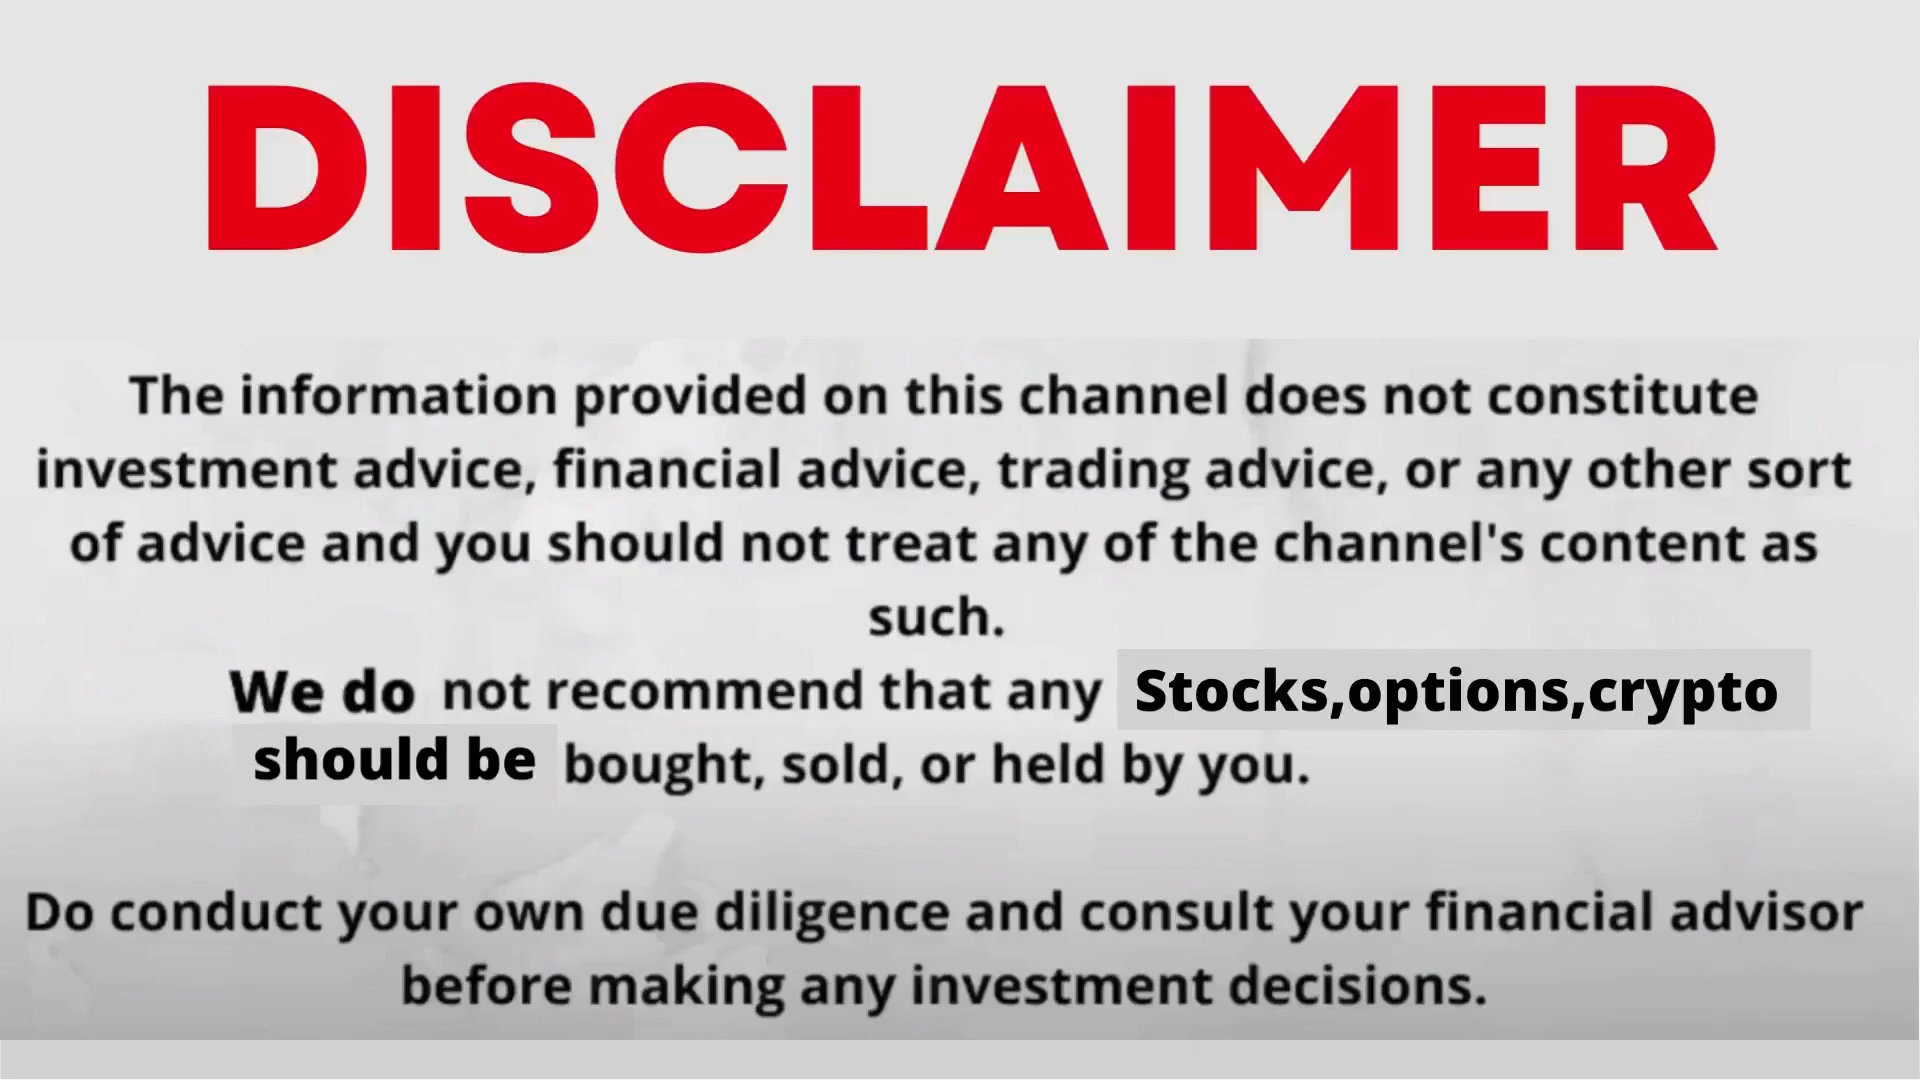 DISCLAIMER
The information provided on this channel does not constitute
investment advice, financial advice, trading advice, or any other sort
of advice and you should not treat any of the channel's content as
such.
We do not recommend that any Stocks,options,crypto
should be bought, sold, or held by you.
Do conduct your own due diligence and consult your financial advisor
before making any investment decisions.